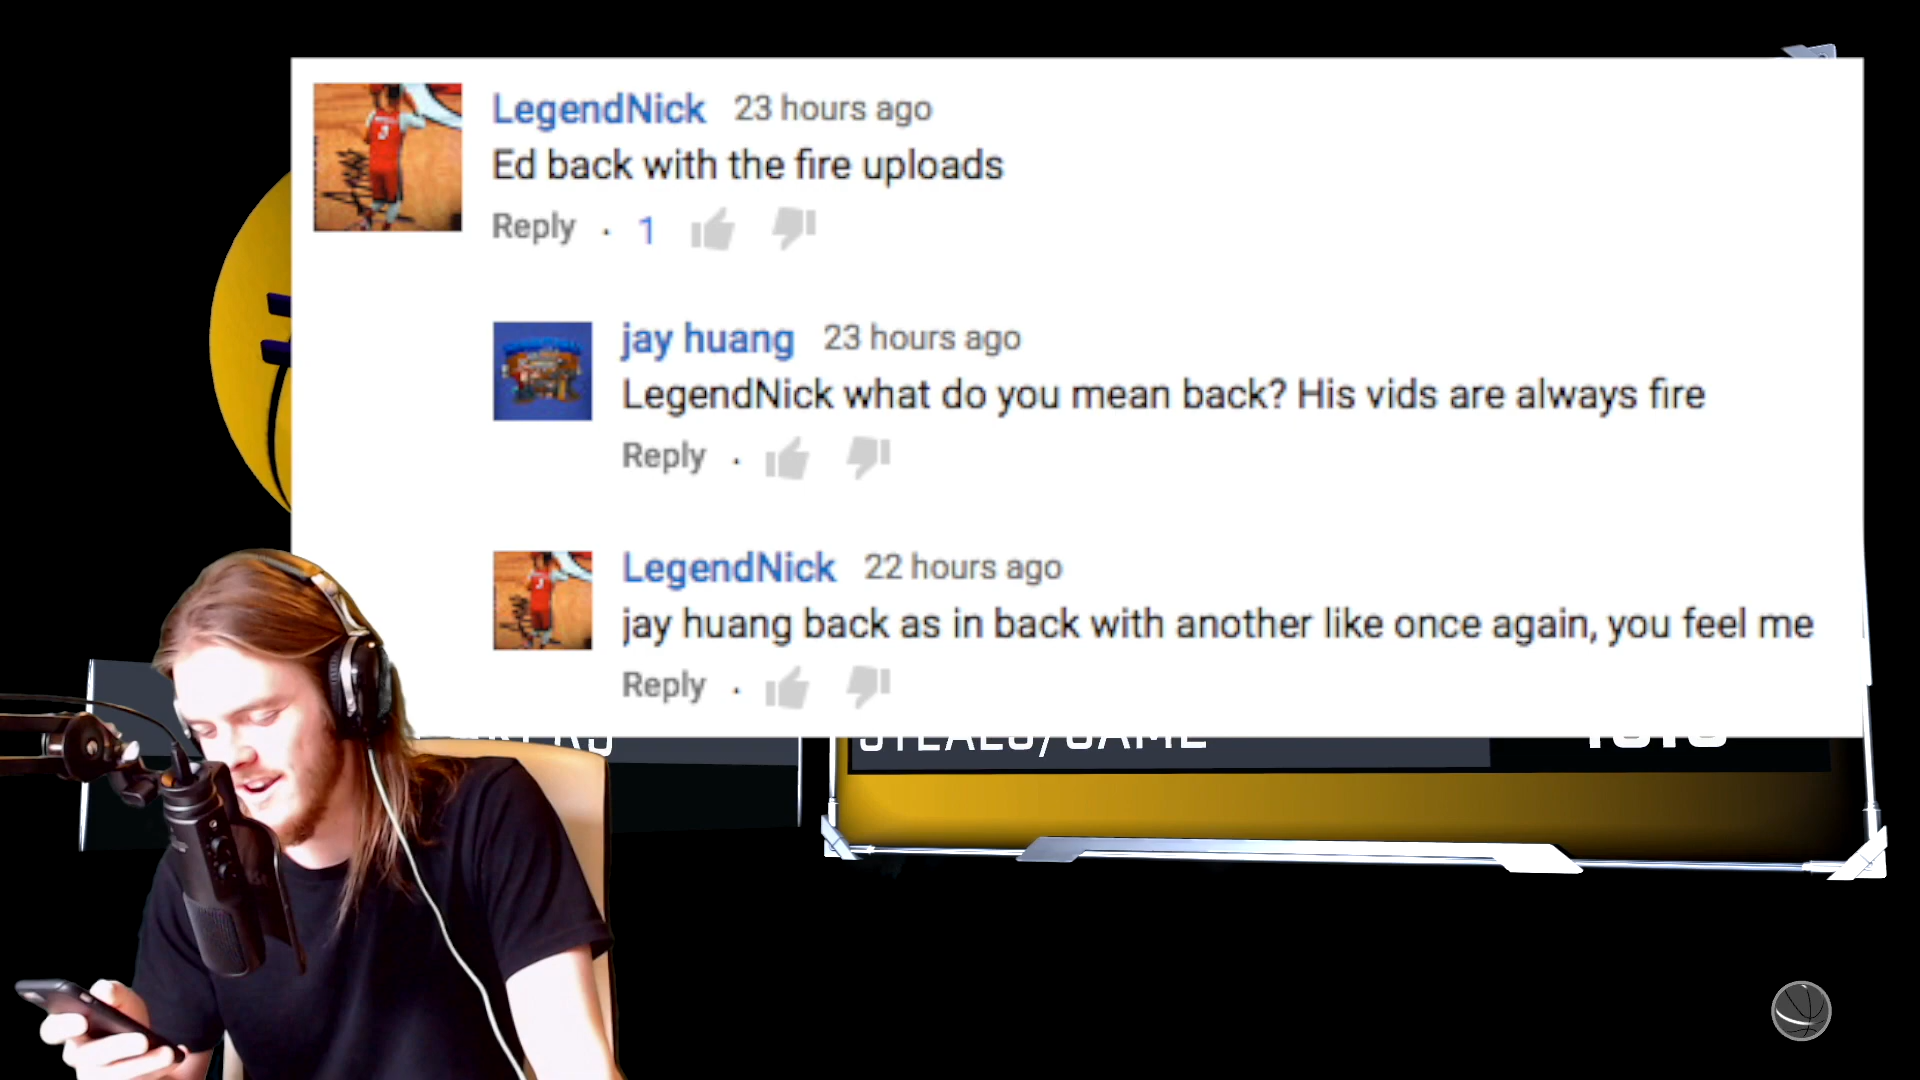 LegendNick 23 hours ago
Ed back with the fire uploads
Reply · 1
jay huang 23 hours ago
LegendNick what do you mean back? His vids are always fire
Reply ·
LegendNick 22 hours ago
jay huang back as in back with another like once again, you feel me
Reply ·
STEALS/GAME